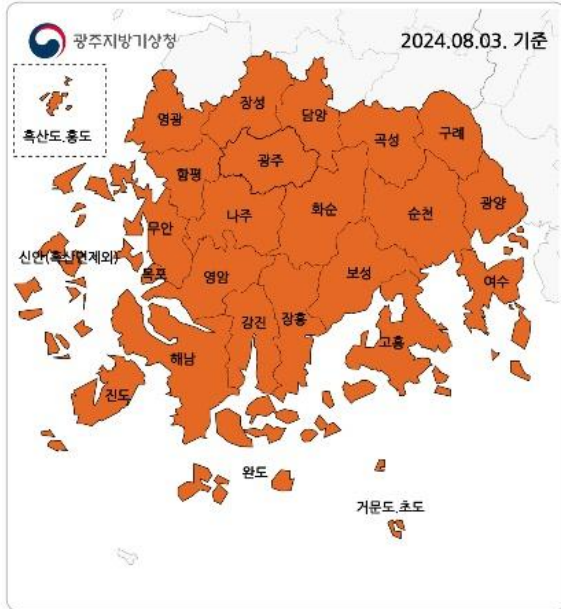 광주지방기상청
2024.08.03. 기준
흑산도.홍도
영광
장성
담양
곡성
구례
함평
광주
나주
화순
순천
광양
무안
신안(흑산면제외)
목포
영암
보성
여수
강진
장흥
고흥
해남
진도
완도
거문도.초도